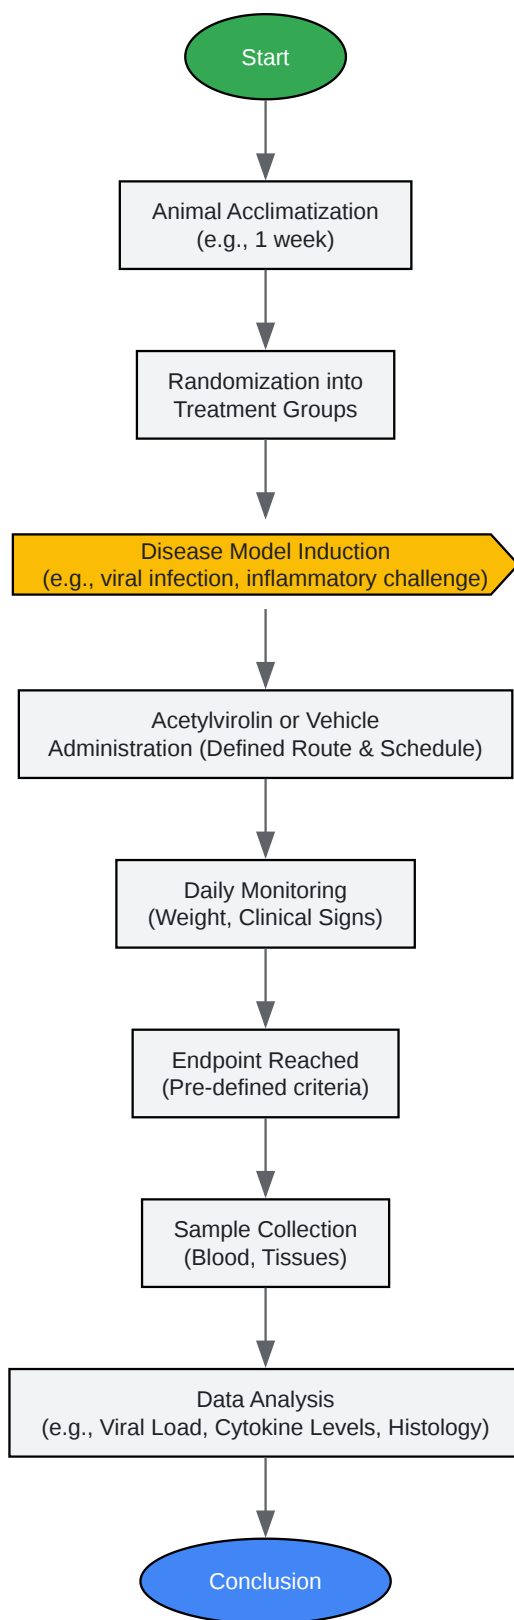 Start
Animal Acclimatization
(e.g., 1 week)
Randomization into
Treatment Groups
Disease Model Induction
(e.g., viral infection, inflammatory challenge)
Acetylvirolin or Vehicle
Administration (Defined Route & Schedule)
Daily Monitoring
(Weight, Clinical Signs)
Endpoint Reached
(Pre-defined criteria)
Sample Collection
(Blood, Tissues)
Data Analysis
(e.g., Viral Load, Cytokine Levels, Histology)
Conclusion